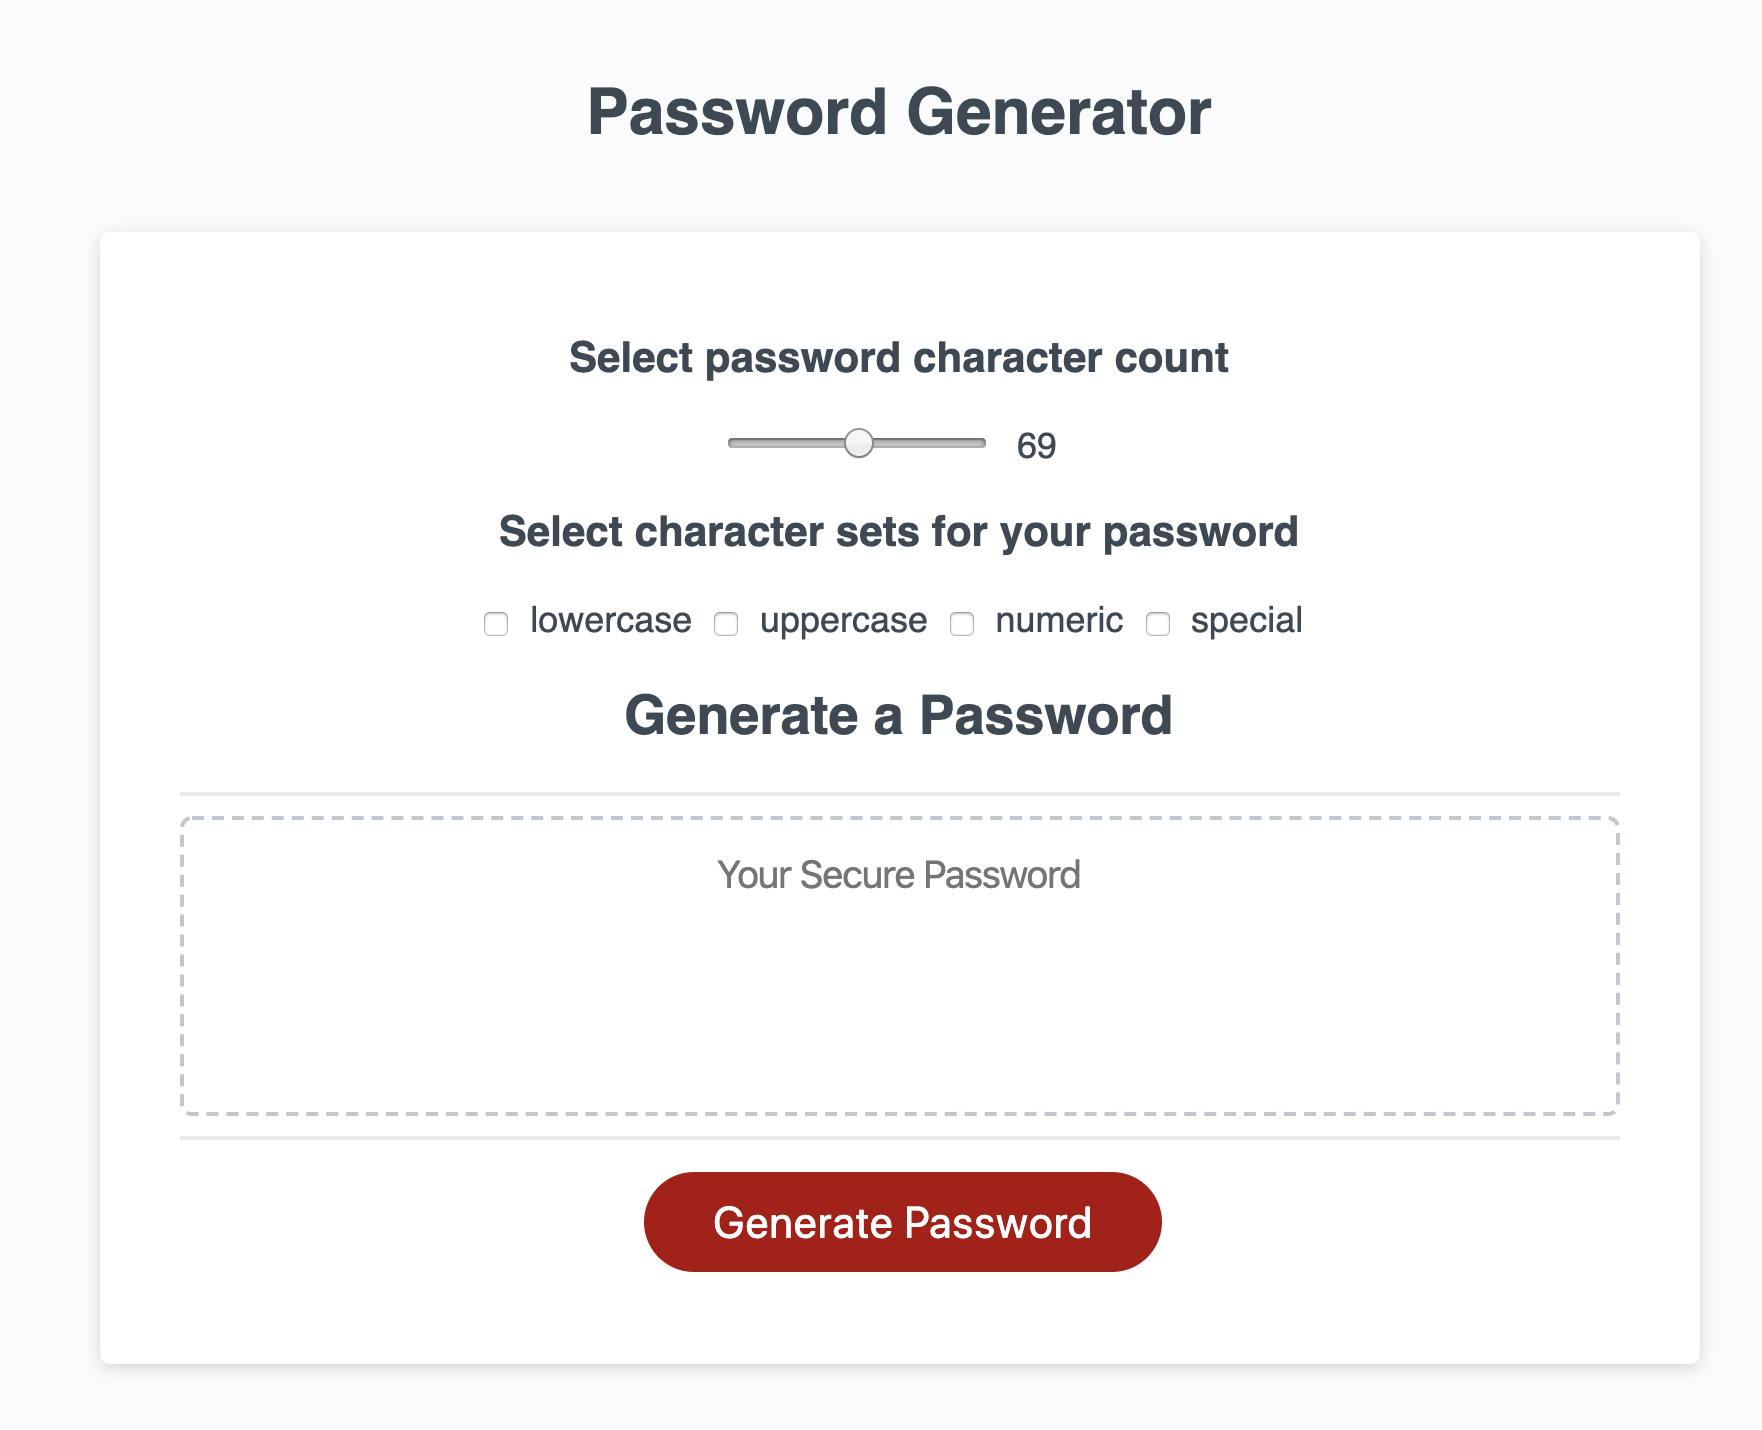 Password Generator
Select password character count
69
Select character sets for your password
lowercase uppercase numeric special
Generate a Password
Your Secure Password
Generate Password